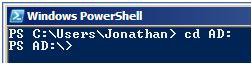 Windows PowerShell
PS C:\Users\Jonathan> cd AD:
PS AD:\>